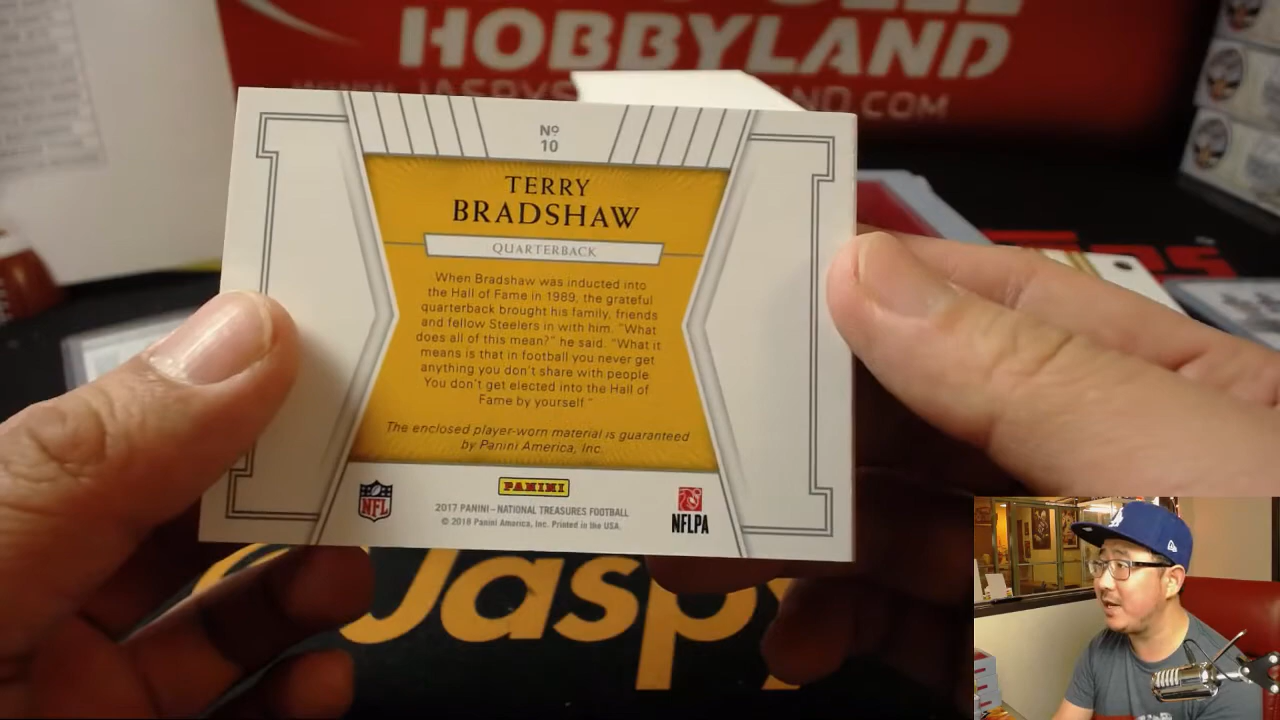 HOBBYLAND
No
10
TERRY
BRADSHAW
QUARTERBACK
When Bradshaw was inducted into
the Hall of Fame in 1989, the grateful
quarterback brought his family, friends
and fellow Steelers in with him. "What
does all of this mean?" he said. "What it
means is that in football you never get
anything you don't share with people.
You don't get elected into the Hall of
Fame by yourself."
The enclosed player-worn material is guaranteed
by Panini America, Inc.
PANINI
NFL
2017 PANINI – NATIONAL TREASURES FOOTBALL
© 2018 Panini America, Inc. Printed in the USA.
NFLPA
Jaspy
LA